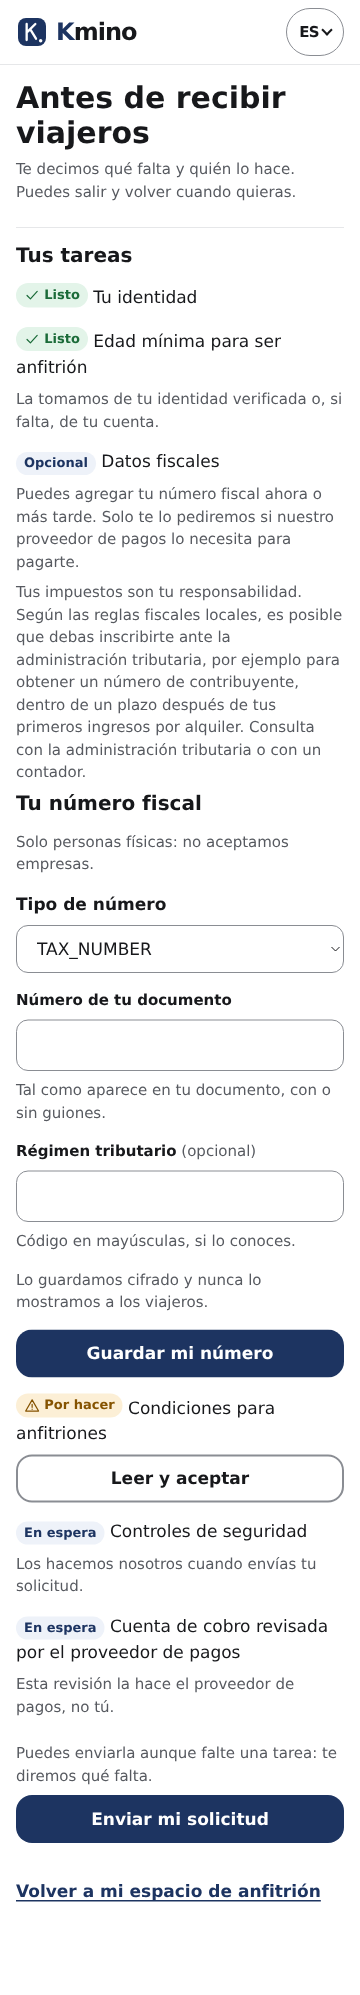 K. Kmino
ES
Antes de recibir
viajeros
Te decimos qué falta y quién lo hace.
Puedes salir y volver cuando quieras.
Tus tareas
Listo Tu identidad
Listo Edad mínima para ser
anfitrión
La tomamos de tu identidad verificada o, si
falta, de tu cuenta.
Opcional Datos fiscales
Puedes agregar tu número fiscal ahora o
más tarde. Solo te lo pediremos si nuestro
proveedor de pagos lo necesita para
pagarte.
Tus impuestos son tu responsabilidad.
Según las reglas fiscales locales, es posible
que debas inscribirte ante la
administración tributaria, por ejemplo para
obtener un número de contribuyente,
dentro de un plazo después de tus
primeros ingresos por alquiler. Consulta
con la administración tributaria o con un
contador.
Tu número fiscal
Solo personas físicas: no aceptamos
empresas.
Tipo de número
TAX_NUMBER
Número de tu documento
Tal como aparece en tu documento, con o
sin guiones.
Régimen tributario (opcional)
Código en mayúsculas, si lo conoces.
Lo guardamos cifrado y nunca lo
mostramos a los viajeros.
Guardar mi número
Por hacer Condiciones para
anfitriones
Leer y aceptar
En espera Controles de seguridad
Los hacemos nosotros cuando envías tu
solicitud.
En espera Cuenta de cobro revisada
por el proveedor de pagos
Esta revisión la hace el proveedor de
pagos, no tú.
Puedes enviarla aunque falte una tarea: te
diremos qué falta.
Enviar mi solicitud
Volver a mi espacio de anfitrión